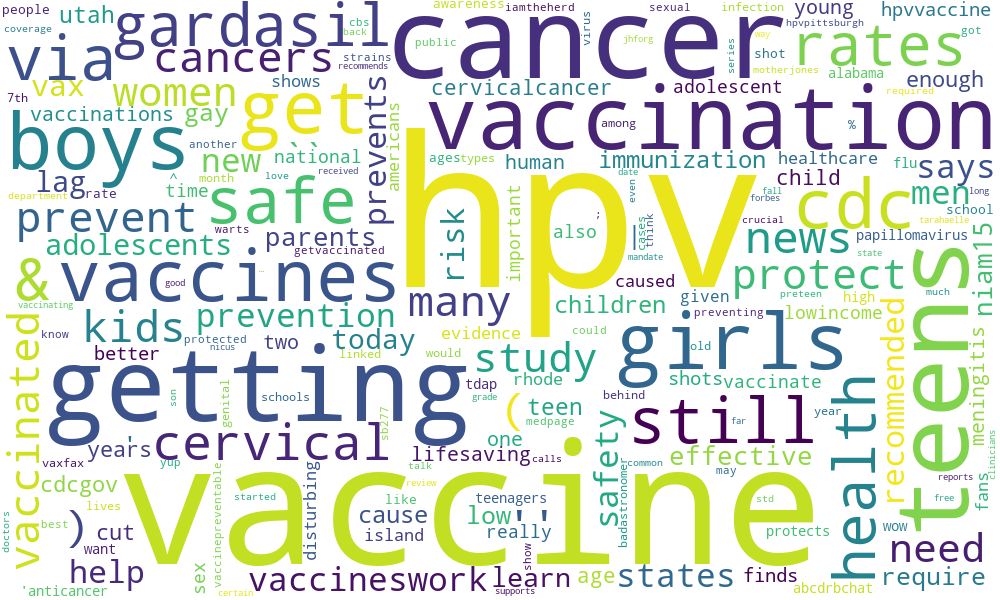 people
coverage
utah
gardasil
awareness
iamtheherd
sexual
infection
young
hpvvaccine
cbs
back
virus
hpvpittsburgh
way
got
via
cancers
strains
recommends
public
cancer
jhforg
series
shot
motherjones
rates
7th
vax
women
shows
get
prevents
americans
cervicalcancer
adolescent
alabama
enough
required
vaccinations
gay
vaccination
among
%
boys
another
new
``
national
ages
types
human
immunization
healthcare
flu
says
lag
rate
^
time
month
love
received
safe
risk
important
hpv
date
even
child
fall
forbes
men
long
department
prevent
warts
parents
also
;
_
cases
think
mandate
cdc
crucial
school
tarahaelle
adolescents
getvaccinated
news
papillomavirus
state
&
vaccines
good
...
many
caused
protect
teens
niam15
vaccinating
kids
prevention
children
given
preventing
preteen
high
much
lowincome
know
protected
nicus
two
today
evidence
could
girls
old
vaccinated
better
linked
would
study
shots
vaccinate
recommended
meningitis
getting
son
genital
schools
tdap
rhode
behind
health
grade
sb277
(
teen
medpage
still
far
year
'
years
cervical
one
safety
effective
clinicians
vaxfax
yup
lifesaving
calls
common
may
reports
cdcgov
vaccine
disturbing
talk
review
badastronomer
std
free
fans
lives
vaccinepreventable
started
like
teenagers
doctors
best
)
cut
cause
low
''
protects
wow
want
island
really
need
help
sex
vaccineswork
show
learn
age
states
finds
require
'anticancer
certain
supports
abcdrbchat